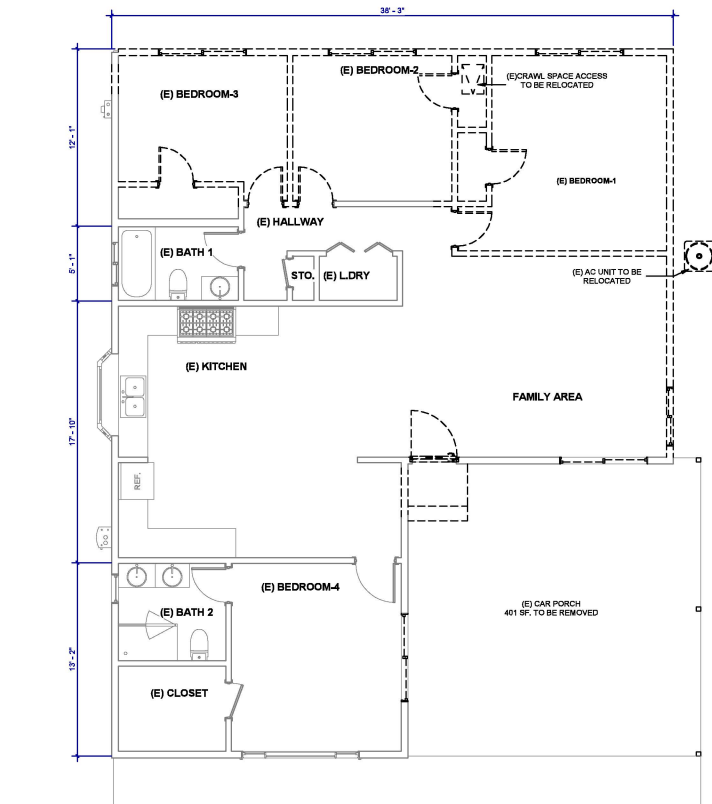 36' - 3"
(E) BEDROOM-2
(E)CRAWL SPACE ACCESS
TO BE RELOCATED
(E) BEDROOM-3
12' - 1"
(E) BEDROOM-1
(E) HALLWAY
(E) BATH 1
5' - 1"
STO.
(E) L.DRY
(E) AC UNIT TO BE
RELOCATED
(E) KITCHEN
FAMILY AREA
17' - 10"
REF.
(E) BEDROOM-4
(E) CAR PORCH
401 SF. TO BE REMOVED
(E) BATH 2
13' - 2"
(E) CLOSET